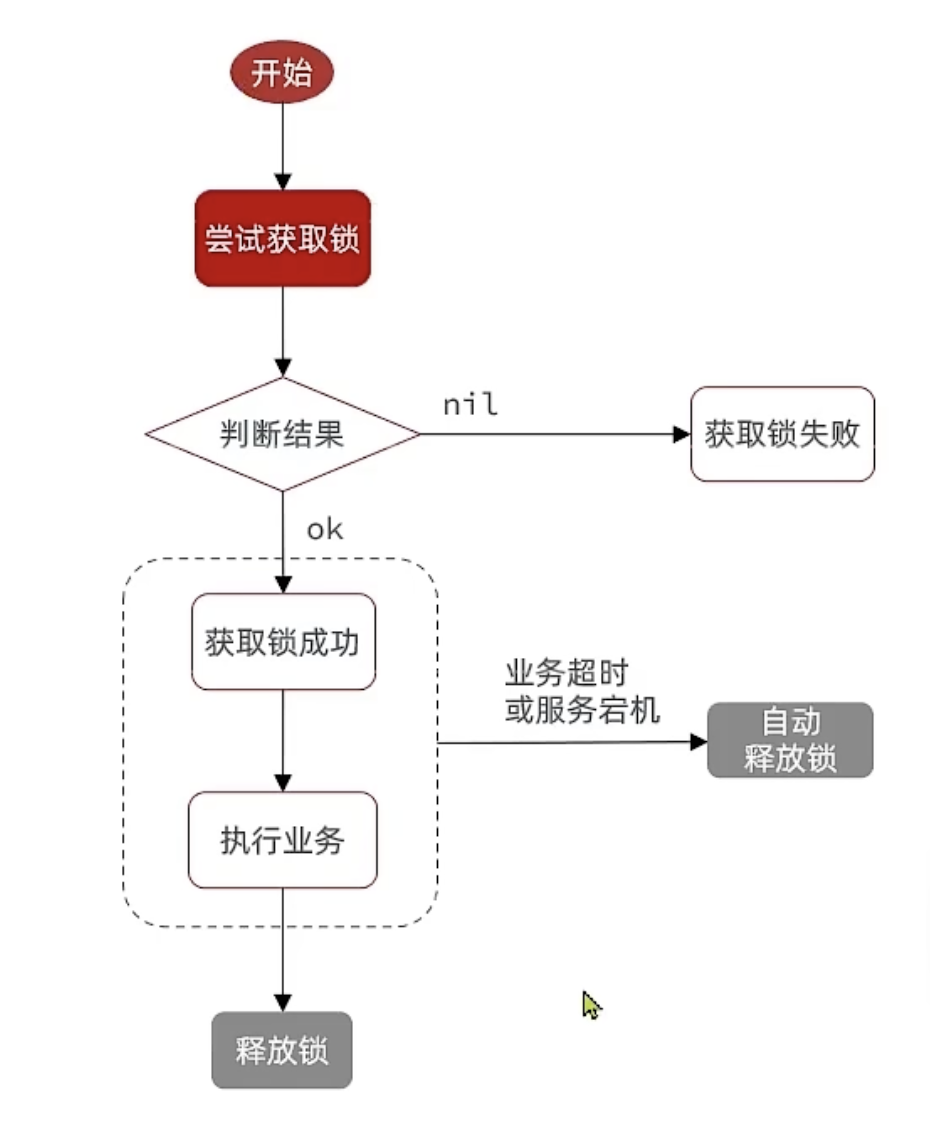 开始
尝试获取锁
判断结果
nil
获取锁失败
ok
获取锁成功
业务超时
或服务宕机
自动
释放锁
执行业务
释放锁